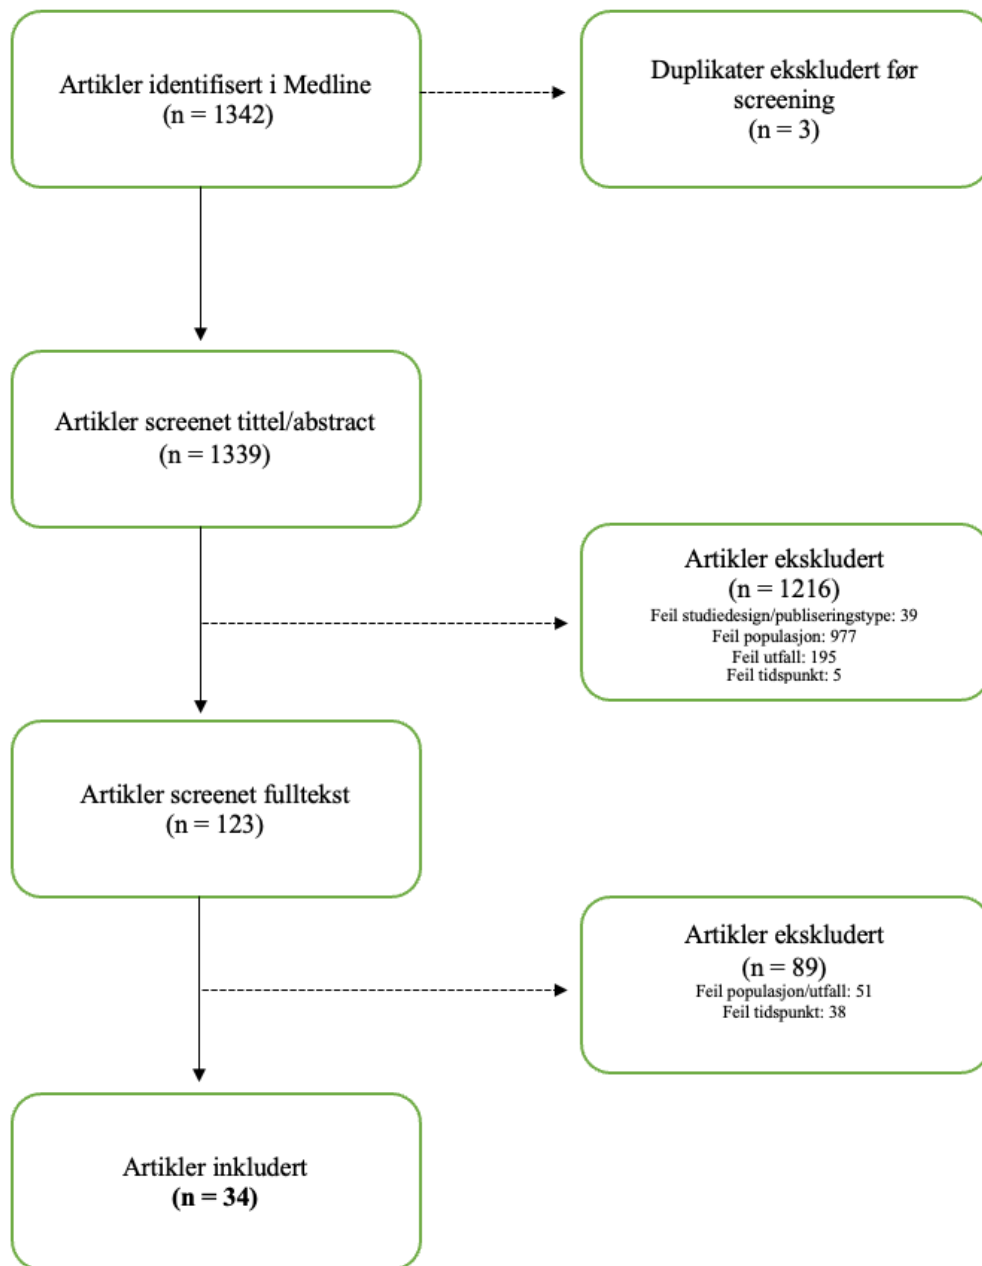 Artikler identifisert i Medline
(n = 1342)
Duplikater ekskludert før
screening
(n = 3)
Artikler screenet tittel/abstract
(n = 1339)
Artikler ekskludert
(n = 1216)
Feil studiedesign/publiseringstype: 39
Feil populasjon: 977
Feil utfall: 195
Feil tidspunkt: 5
Artikler screenet fulltekst
(n = 123)
Artikler ekskludert
(n = 89)
Feil populasjon/utfall: 51
Feil tidspunkt: 38
Artikler inkludert
(n = 34)